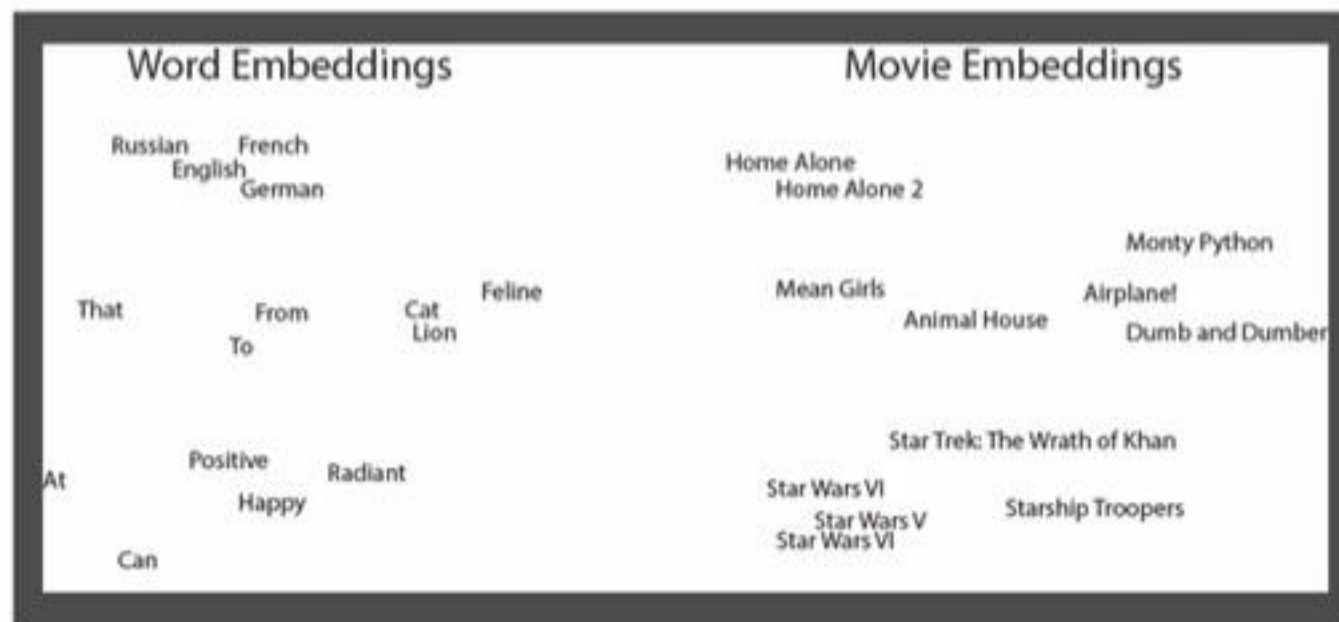 Word Embeddings
Russian French
English
German
That From Cat Feline
To Lion
At Positive Radiant
Happy
Can
Movie Embeddings
Home Alone
Home Alone 2
Monty Python
Mean Girls Airplane!
Animal House
Dumb and Dumber
Star Trek: The Wrath of Khan
Star Wars VI
Starship Troopers
Star Wars V
Star Wars VI